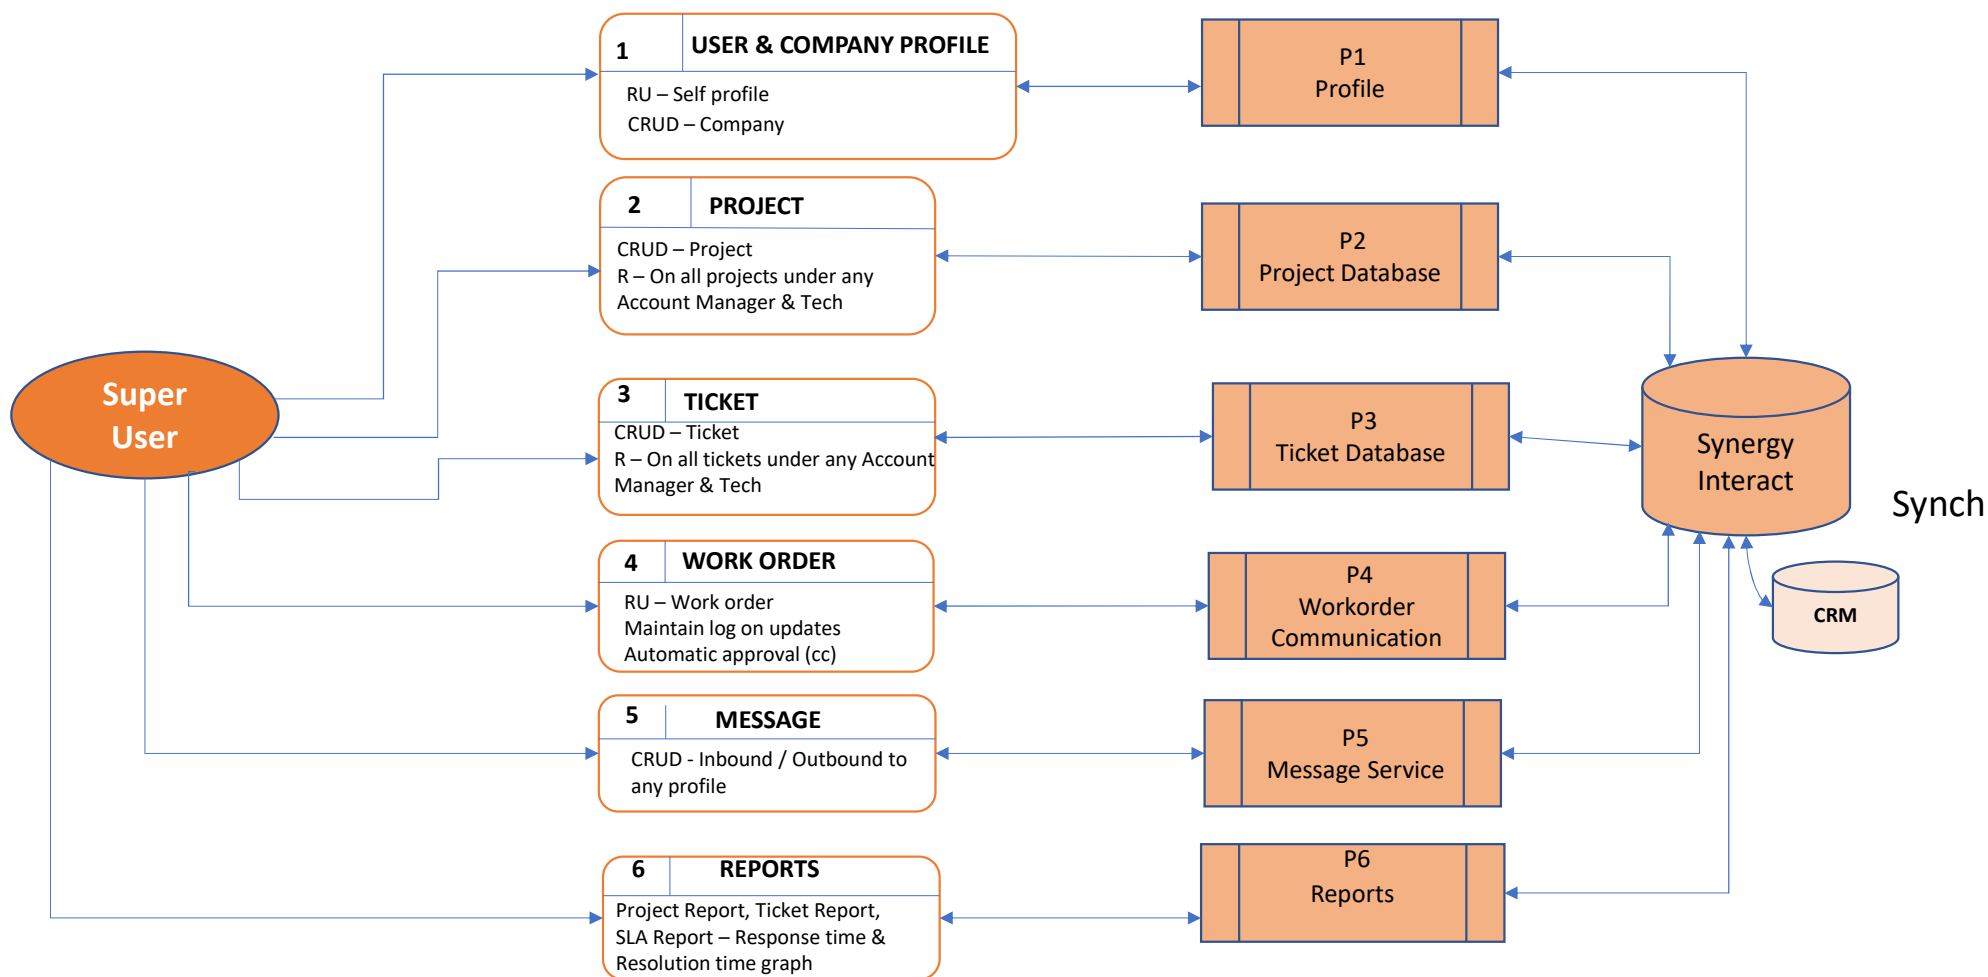 1
USER & COMPANY PROFILE
RU – Self profile
CRUD – Company
P1
Profile
2
PROJECT
CRUD – Project
R – On all projects under any
Account Manager & Tech
P2
Project Database
Super
User
3
TICKET
CRUD – Ticket
R – On all tickets under any Account
Manager & Tech
P3
Ticket Database
Synergy
Interact
Synch
4
WORK ORDER
RU – Work order
Maintain log on updates
Automatic approval (cc)
P4
Workorder
Communication
CRM
5
MESSAGE
CRUD - Inbound / Outbound to
any profile
P5
Message Service
6
REPORTS
Project Report, Ticket Report,
SLA Report – Response time &
Resolution time graph
P6
Reports